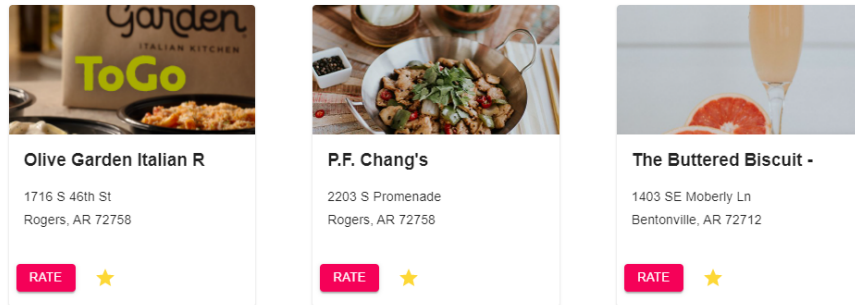 Garden
ITALIAN KITCHEN
ToGo
Olive Garden Italian R
1716 S 46th St
Rogers, AR 72758
RATE
P.F. Chang's
2203 S Promenade
Rogers, AR 72758
RATE
The Buttered Biscuit -
1403 SE Moberly Ln
Bentonville, AR 72712
RATE